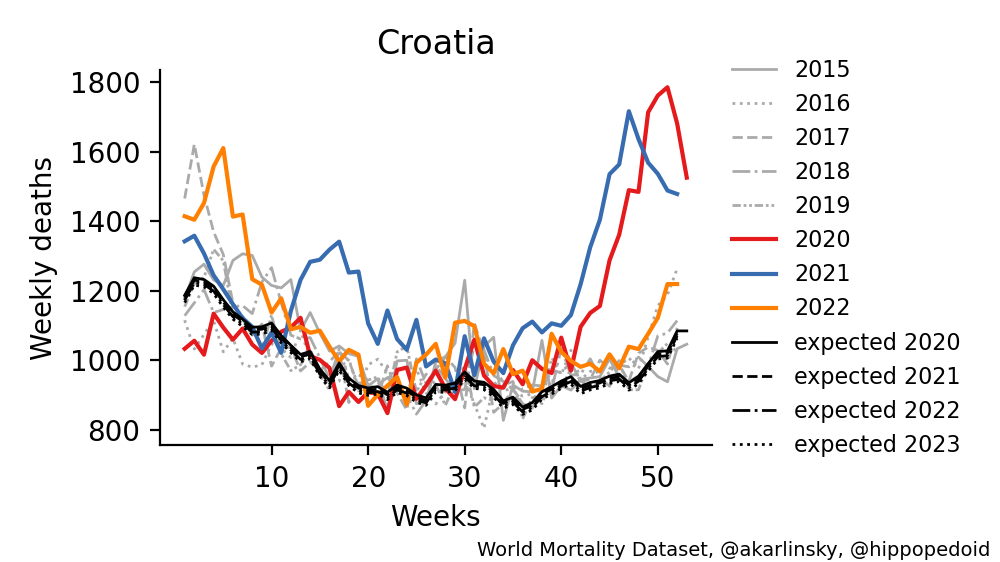 Croatia
Weekly deaths
1800
1600
1400
1200
1000
800
10 20 30 40 50
Weeks
2015
2016
2017
2018
2019
2020
2021
2022
expected 2020
expected 2021
expected 2022
expected 2023
World Mortality Dataset, @akarlinsky, @hippopedoid